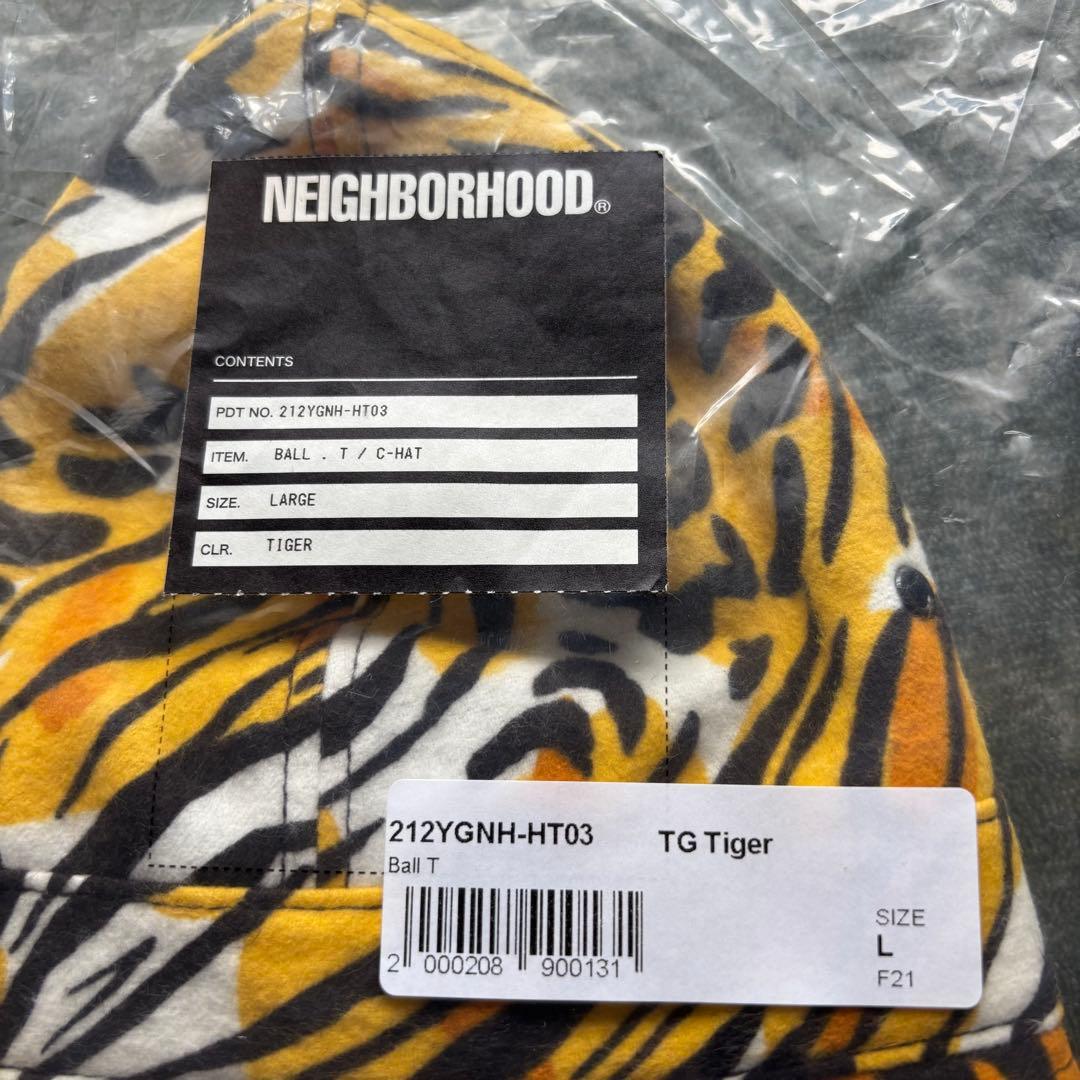 NEIGHBORHOOD®
CONTENTS
PDT NO. 212YGNH-HT03
ITEM. BALL . T / C-HAT
SIZE. LARGE
CLR. TIGER
212YGNH-HT03 TG Tiger
Ball T
SIZE
L
F21
2 000208 900131